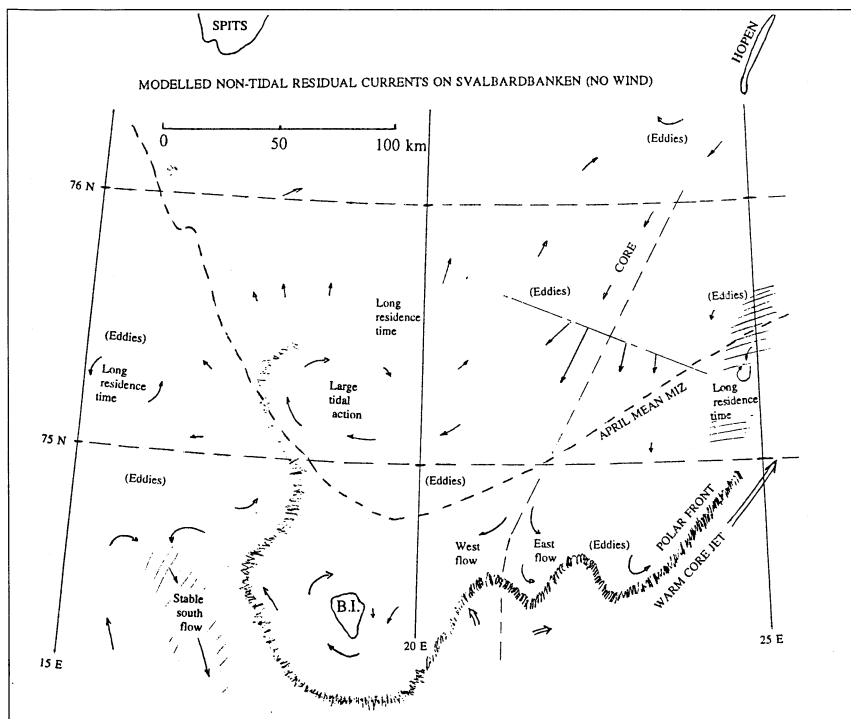 SPITS
HOPEN
MODELLED NON-TIDAL RESIDUAL CURRENTS ON SVALBARDBANKEN (NO WIND)
0
50
100 km
(Eddies)
76 N
CORE
(Eddies)
(Eddies)
Long
residence
time
(Eddies)
Long
residence
time
Large
tidal
action
Long
residence
time
APRIL MEAN MIZ
75 N
(Eddies)
(Eddies)
West
flow
East
flow
(Eddies)
POLAR FRONT
WARM CORE JET
Stable
south
flow
B.I.
15 E
20 E
25 E